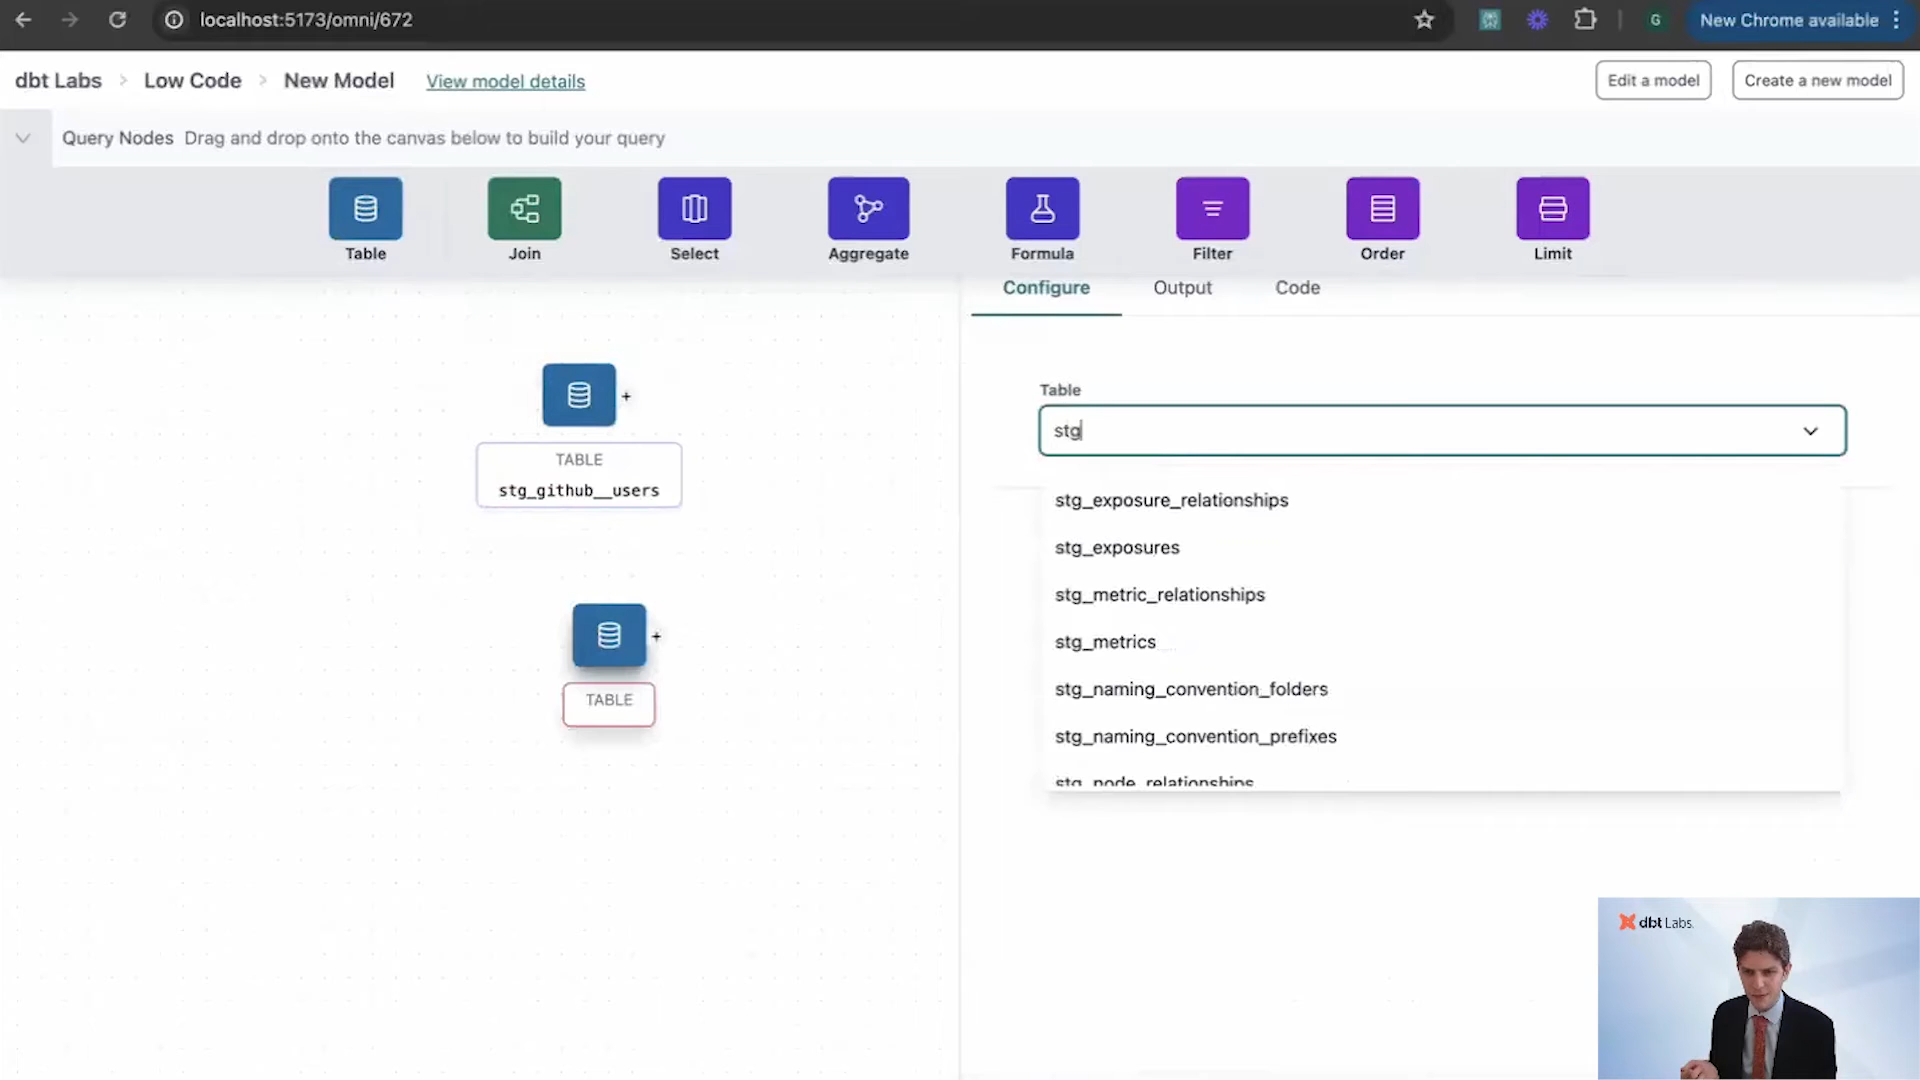 localhost:5173/omni/672
G
New Chrome available
dbt Labs > Low Code > New Model View model details
Edit a model
Create a new model
Query Nodes Drag and drop onto the canvas below to build your query
Table
Join
Select
Aggregate
Formula
Filter
Order
Limit
Configure
Output
Code
TABLE
stg_github__users
TABLE
Table
stg
stg_exposure_relationships
stg_exposures
stg_metric_relationships
stg_metrics
stg_naming_convention_folders
stg_naming_convention_prefixes
stg_node_relationships
dbt Labs